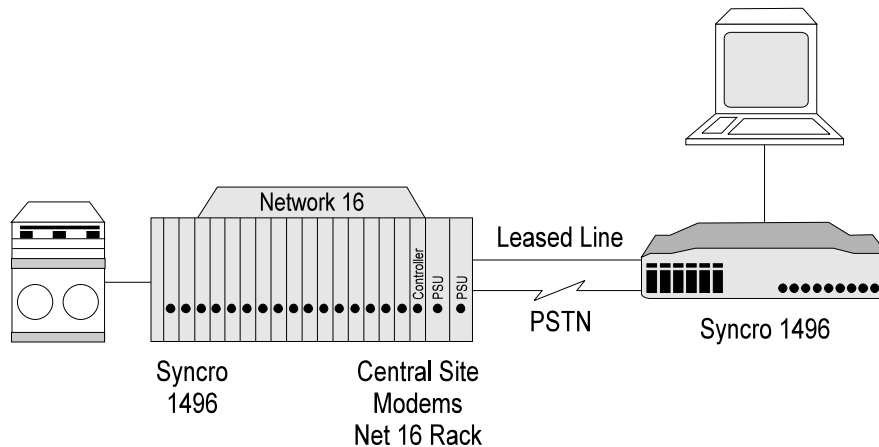 Network 16
Controller
PSU
PSU
Leased Line
PSTN
Syncro
1496
Central Site
Modems
Net 16 Rack
Syncro 1496